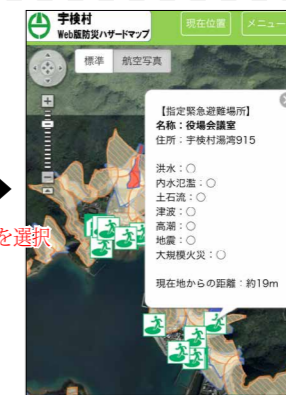 宇検村
Web版防災ハザードマップ
現在位置
メニュー
標準
航空写真
【指定緊急避難場所】
名称：役場会議室
住所：宇検村湯湾915
洪水：○
内水氾濫：○
土石流：○
津波：○
高潮：○
地震：○
大規模火災：○
現在地からの距離：約19m
を選択